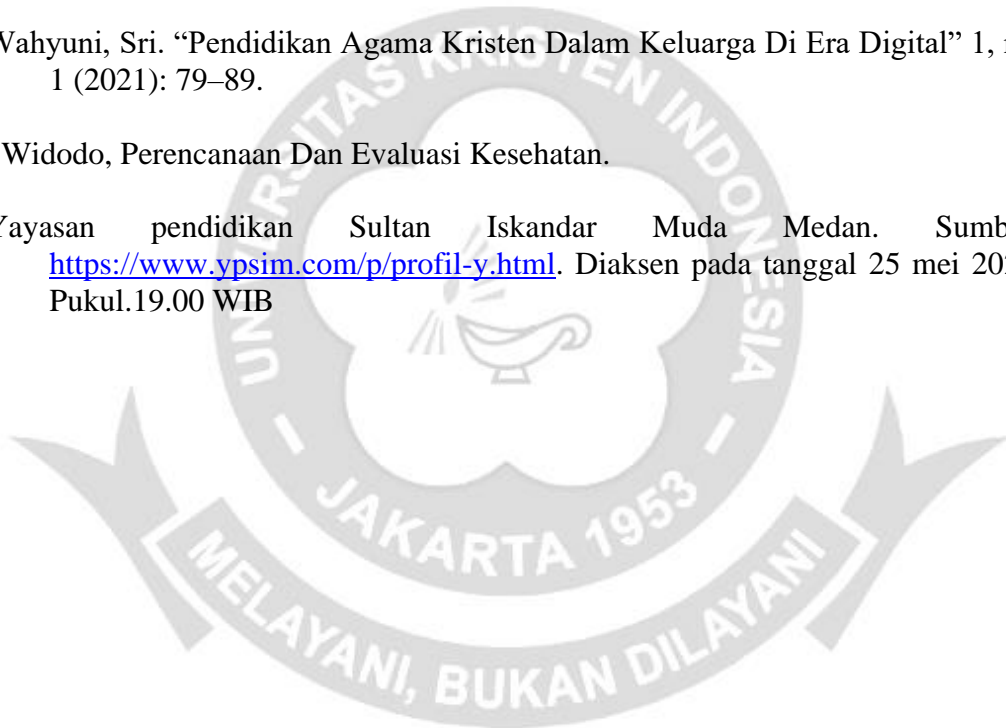 Wahyuni, Sri. “Pendidikan Agama Kristen Dalam Keluarga Di Era Digital” 1,
1 (2021): 79–89.
Widodo, Perencanaan Dan Evaluasi Kesehatan.
Yayasan pendidikan Sultan Iskandar Muda Medan.
https://www.ypsim.com/p/profil-y.html. Diaksen pada tanggal 25 mei
Pukul.19.00 WIB
UNIVERSITAS KRISTEN INDONESIA
– JAKARTA 1953 –
MELAYANI, BUKAN DILAYANI